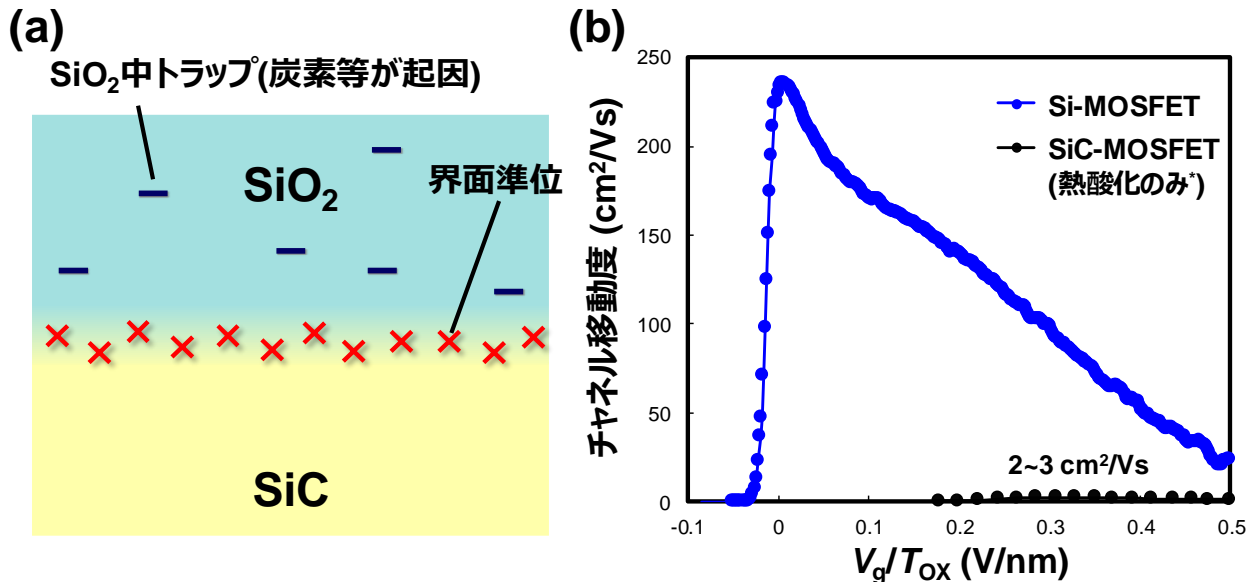 (a)
SiO2中トラップ(炭素等が起因)
SiO2
界面準位
SiC
(b)
チャネル移動度 (cm2/Vs)
250
200
150
100
50
0
Si-MOSFET
SiC-MOSFET
(熱酸化のみ*)
2~3 cm2/Vs
-0.1
0
0.1
0.2
0.3
0.4
0.5
Vg/TOX (V/nm)